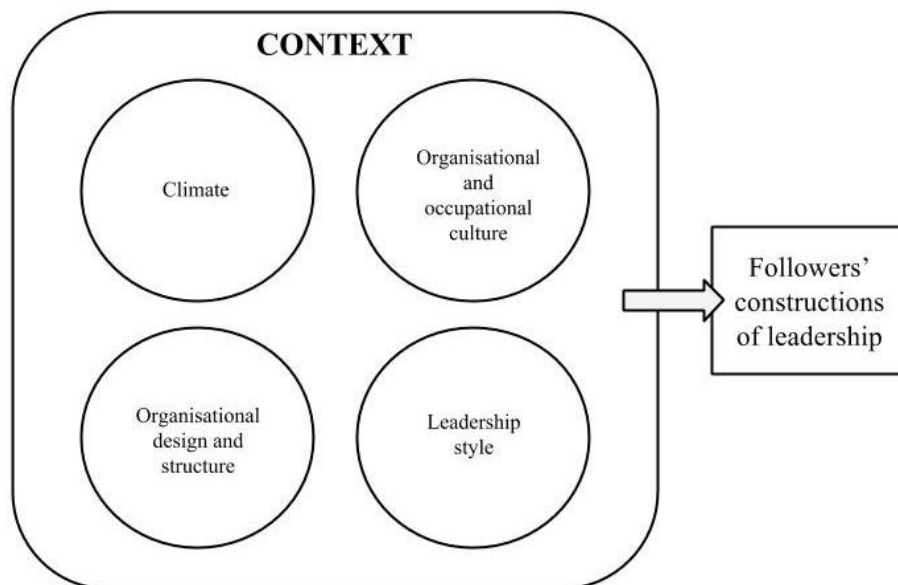 CONTEXT
Climate
Organisational
and
occupational
culture
Organisational
design and
structure
Leadership
style
Followers’
constructions
of leadership